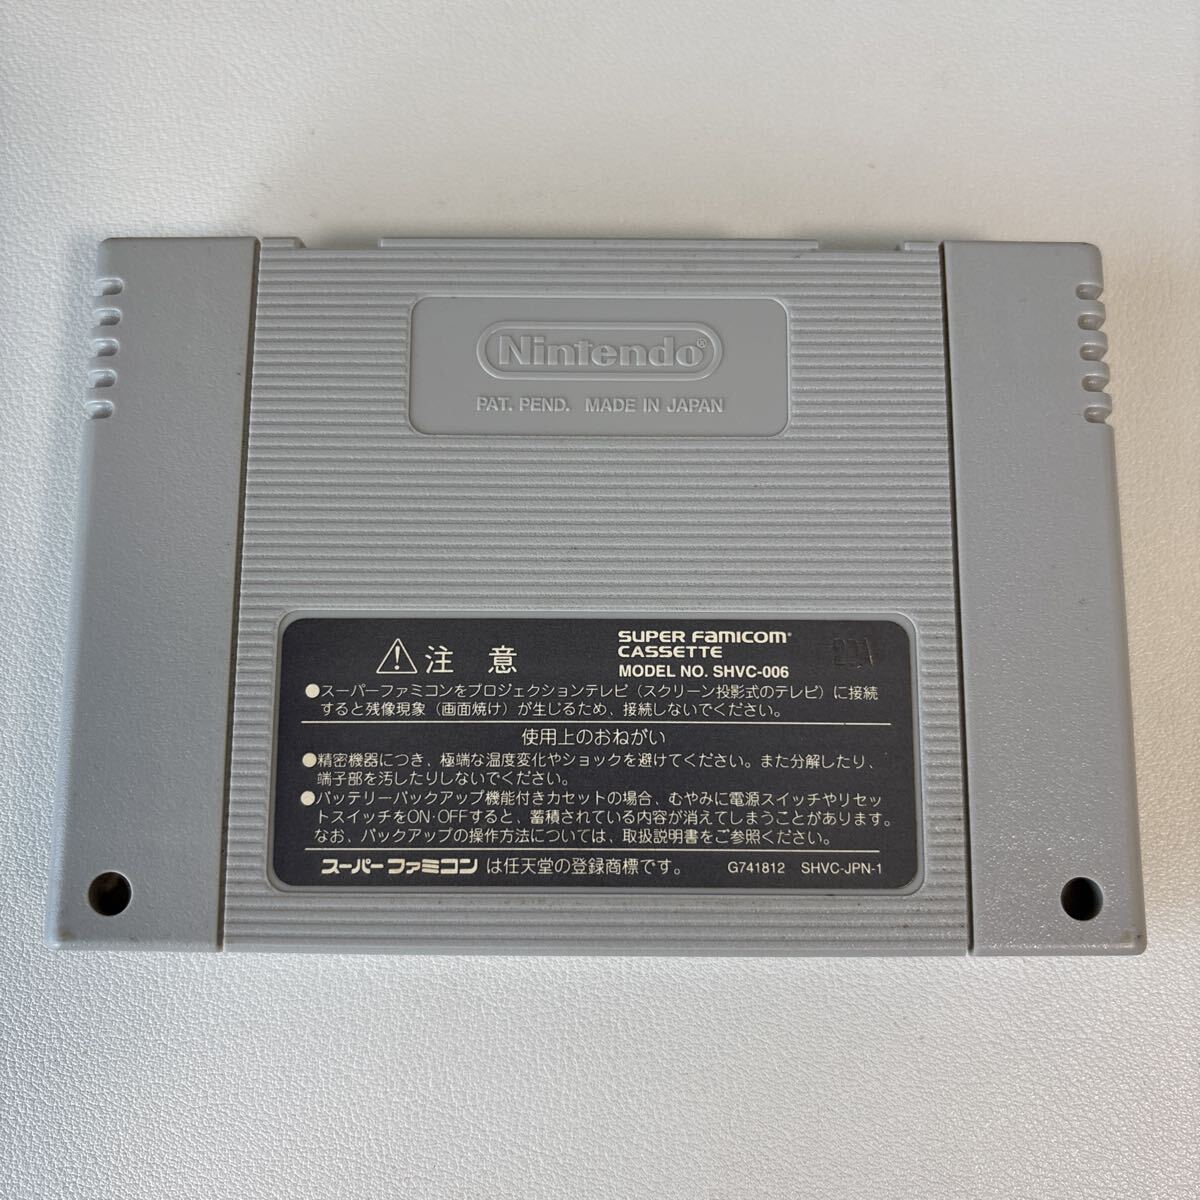 Nintendo®
PAT. PEND. MADE IN JAPAN
⚠注 意
SUPER FAMICOM®
CASSETTE
MODEL NO. SHVC-006
●スーパーファミコンをプロジェクションテレビ（スクリーン投影式のテレビ）に接続
すると残像現象（画面焼け）が生じるため、接続しないでください。
使用上のおねがい
●精密機器につき、極端な温度変化やショックを避けてください。また分解したり、
端子部を汚したりしないでください。
●バッテリーバックアップ機能付きカセットの場合、むやみに電源スイッチやリセッ
トスイッチをON·OFFすると、蓄積されている内容が消えてしまうことがあります。
なお、バックアップの操作方法については、取扱説明書をご参照ください。
スーパーファミコン は任天堂の登録商標です。 G741812 SHVC-JPN-1